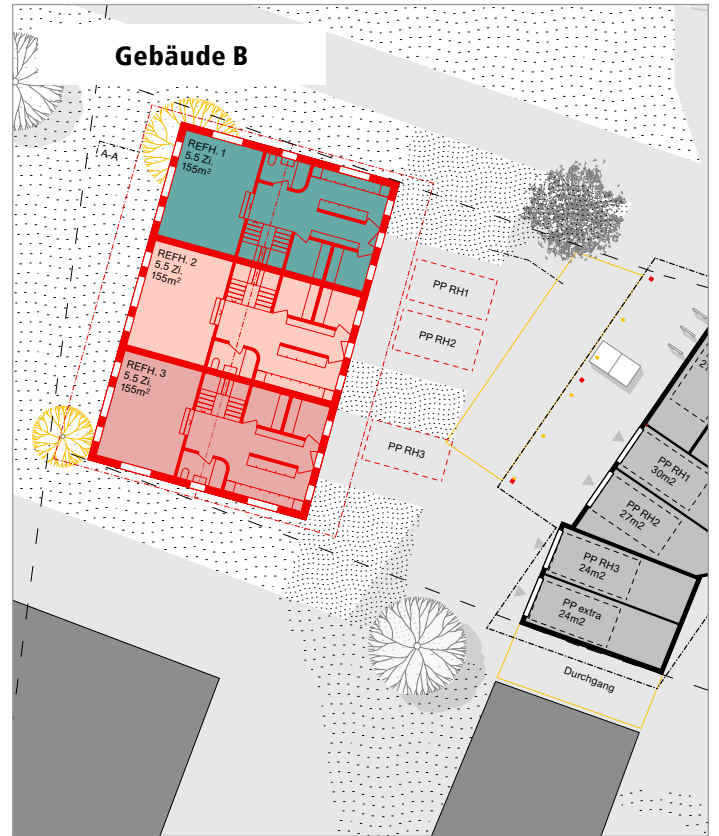 Gebäude B
A-A
REFH. 1
5.5 Zi.
155m²
REFH. 2
5.5 Zi.
155m²
REFH. 3
5.5 Zi.
155m²
PP RH1
PP RH2
PP RH3
PP RH1
30m2
PP RH2
27m2
PP RH3
24m2
PP extra
24m2
Durchgang